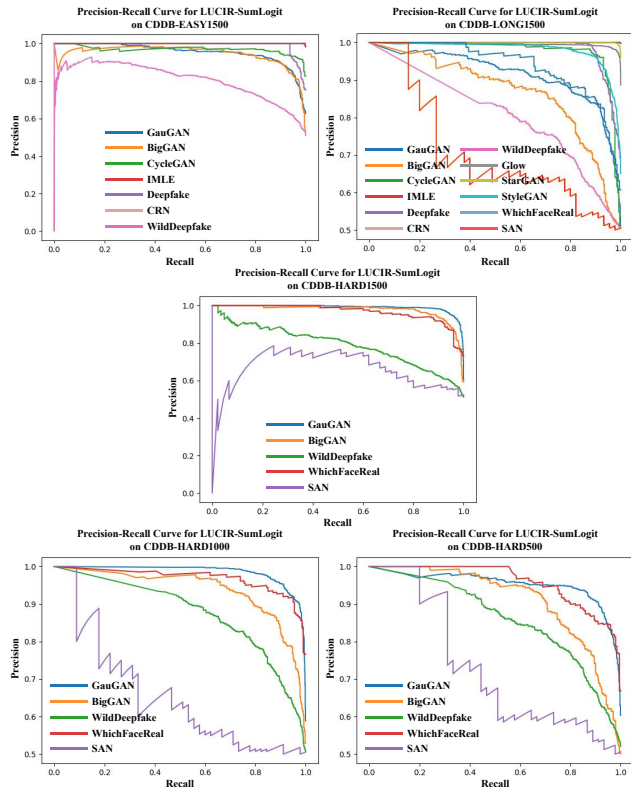 Precision-Recall Curve for LUCIR-SumLogit
on CDDB-EASY1500
Precision
1.0
0.8
0.6
0.4
0.2
0.0
GauGAN
BigGAN
CycleGAN
IMLE
Deepfake
CRN
WildDeepfake
0.0 0.2 0.4 0.6 0.8 1.0
Recall
Precision-Recall Curve for LUCIR-SumLogit
on CDDB-LONG1500
Precision
1.0
0.9
0.8
0.7
0.6
0.5
GauGAN WildDeepfake
BigGAN Glow
CycleGAN StarGAN
IMLE StyleGAN
Deepfake WhichFaceReal
CRN SAN
0.0 0.2 0.4 0.6 0.8 1.0
Recall
Precision-Recall Curve for LUCIR-SumLogit
on CDDB-HARD1500
Precision
1.0
0.8
0.6
0.4
0.2
0.0
GauGAN
BigGAN
WildDeepfake
WhichFaceReal
SAN
0.0 0.2 0.4 0.6 0.8 1.0
Recall
Precision-Recall Curve for LUCIR-SumLogit
on CDDB-HARD1000
Precision
1.0
0.9
0.8
0.7
0.6
0.5
GauGAN
BigGAN
WildDeepfake
WhichFaceReal
SAN
0.0 0.2 0.4 0.6 0.8 1.0
Recall
Precision-Recall Curve for LUCIR-SumLogit
on CDDB-HARD500
Precision
1.0
0.9
0.8
0.7
0.6
0.5
GauGAN
BigGAN
WildDeepfake
WhichFaceReal
SAN
0.0 0.2 0.4 0.6 0.8 1.0
Recall